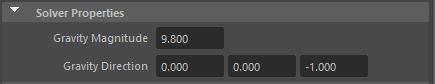 Solver Properties
Gravity Magnitude 9.800
Gravity Direction 0.000 0.000 -1.000